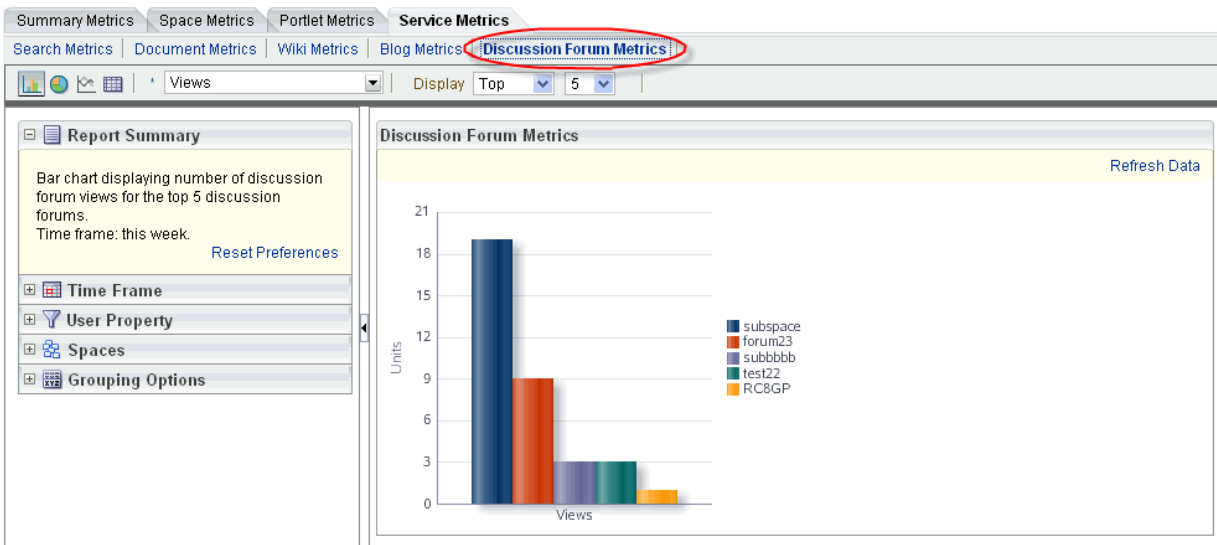 Summary Metrics Space Metrics Portlet Metrics Service Metrics
Search Metrics Document Metrics Wiki Metrics Blog Metrics Discussion Forum Metrics
* Views Display Top 5
Report Summary
Bar chart displaying number of discussion
forum views for the top 5 discussion
forums.
Time frame: this week.
Reset Preferences
Time Frame
User Property
Spaces
Grouping Options
Discussion Forum Metrics
Refresh Data
21
18
15
12
9
6
3
0
Units
Views
subspace
forum23
subbbbb
test22
RC8GP